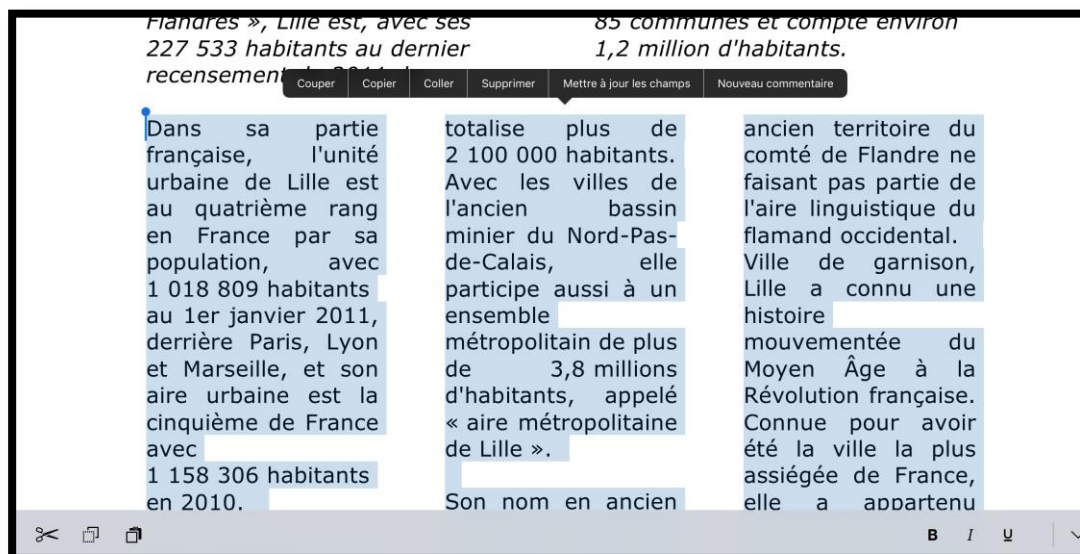 Flandres », Lille est, avec ses
227 533 habitants au dernier
recensement
85 communes et compte environ
1,2 million d'habitants.
Couper Copier Coller Supprimer Mettre à jour les champs Nouveau commentaire
Dans sa partie
française, l'unité
urbaine de Lille est
au quatrième rang
en France par sa
population, avec
1 018 809 habitants
au 1er janvier 2011,
derrière Paris, Lyon
et Marseille, et son
aire urbaine est la
cinquième de France
avec
1 158 306 habitants
en 2010.
totalise plus de
2 100 000 habitants.
Avec les villes de
l'ancien bassin
minier du Nord-Pas-
de-Calais, elle
participe aussi à un
ensemble
métropolitain de plus
de 3,8 millions
d'habitants, appelé
« aire métropolitaine
de Lille ».
Son nom en ancien
ancien territoire du
comté de Flandre ne
faisant pas partie de
l'aire linguistique du
flamand occidental.
Ville de garnison,
Lille a connu une
histoire
mouvementée du
Moyen Âge à la
Révolution française.
Connue pour avoir
été la ville la plus
assiégée de France,
elle a appartenu
B I U